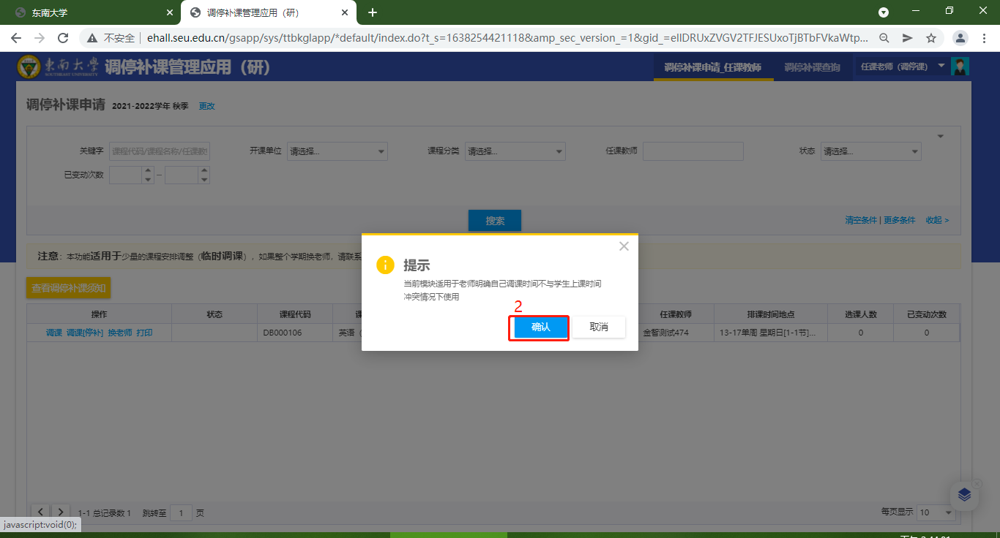 东南大学
调停补课管理应用（研）
不安全
ehall.seu.edu.cn/gsapp/sys/ttbkglapp/*default/index.do?t_s=1638254421118&amp_sec_version_=1&gid_=elIDRUxZVGV2TFJESUxoTjBTbFVkaWtp...
東南大學 调停补课管理应用（研）
SOUTHEAST UNIVERSITY
调停补课申请_任课教师 调停补课查询 任课老师（调停课）
调停补课申请 2021-2022学年 秋季 更改
关键字 课程代码/课程名称/任课教 开课单位 请选择... 课程分类 请选择... 任课教师 状态 请选择...
已变动次数 –
搜索
清空条件 | 更多条件 收起 >
注意：本功能适用于少量的课程安排调整（临时调课），如果整个学期换老师，请联系
查看调停补课须知
提示
当前模块适用于老师明确自己调课时间不与学生上课时间
冲突情况下使用
2
确认 取消
操作 状态 课程代码 课 任课教师 排课时间地点 选课人数 已变动次数
调课 调课[停补] 换老师 打印 DB000106 英语（ 金智测试474 13-17单周 星期日[1-1节]... 0 0
1-1 总记录数 1 跳转至 1 页
每页显示 10
javascript:void(0);